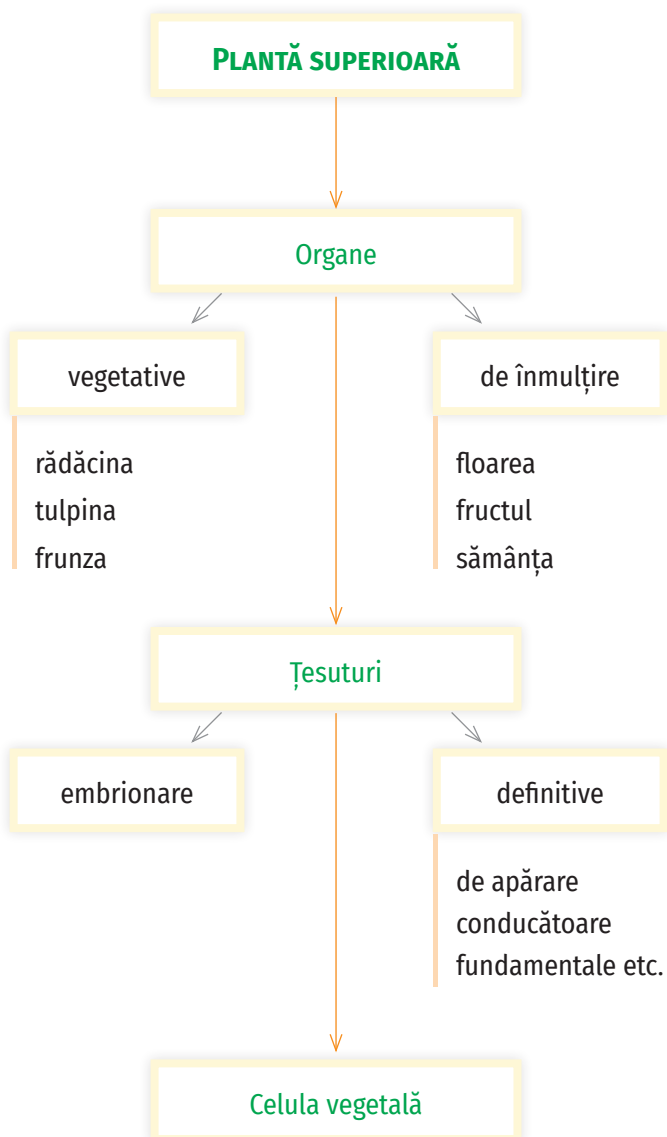 PLANTĂ SUPERIOARĂ
Organe
vegetative
rădăcina
tulpina
frunza
de înmulțire
floarea
fructul
sămânța
Țesuturi
embrionare
definitive
de apărare
conducătoare
fundamentale etc.
Celula vegetală